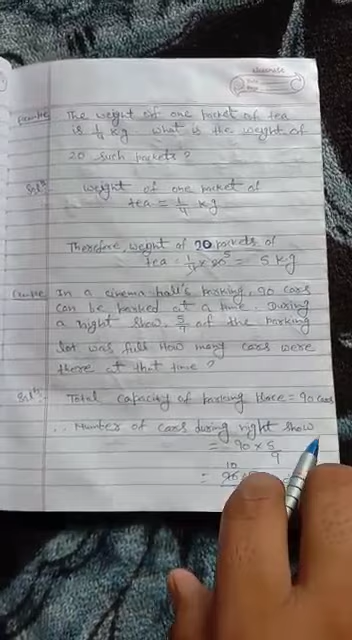 The weight of one packet of tea
is 1/4 kg. what is the weight of
20 such packets?
Solⁿ:- weight of one packet of
tea = 1/4 kg
Therefore weight of 20 packets of
tea = 1/4 × 20 5 = 5 kg
In a cinema hall's parking, 90 cars
can be parked at a time. During
a night show, 5/9 of the parking
lot was full. How many cars were
there at that time?
Solⁿ:- Total capacity of parking place = 90 cars
∴ Number of cars during night show
= 90 × 5/9
10
= 90